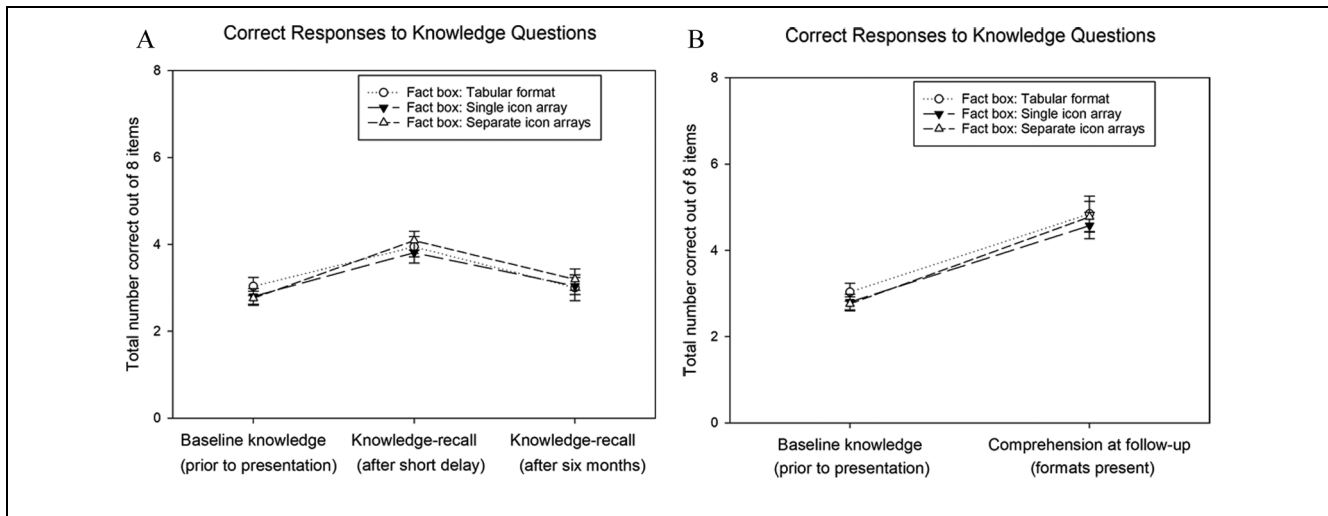 A
Correct Responses to Knowledge Questions
Fact box: Tabular format
Fact box: Single icon array
Fact box: Separate icon arrays
Total number correct out of 8 items
8
6
4
2
0
Baseline knowledge
(prior to presentation)
Knowledge-recall
(after short delay)
Knowledge-recall
(after six months)
B
Correct Responses to Knowledge Questions
Fact box: Tabular format
Fact box: Single icon array
Fact box: Separate icon arrays
Total number correct out of 8 items
8
6
4
2
0
Baseline knowledge
(prior to presentation)
Comprehension at follow-up
(formats present)